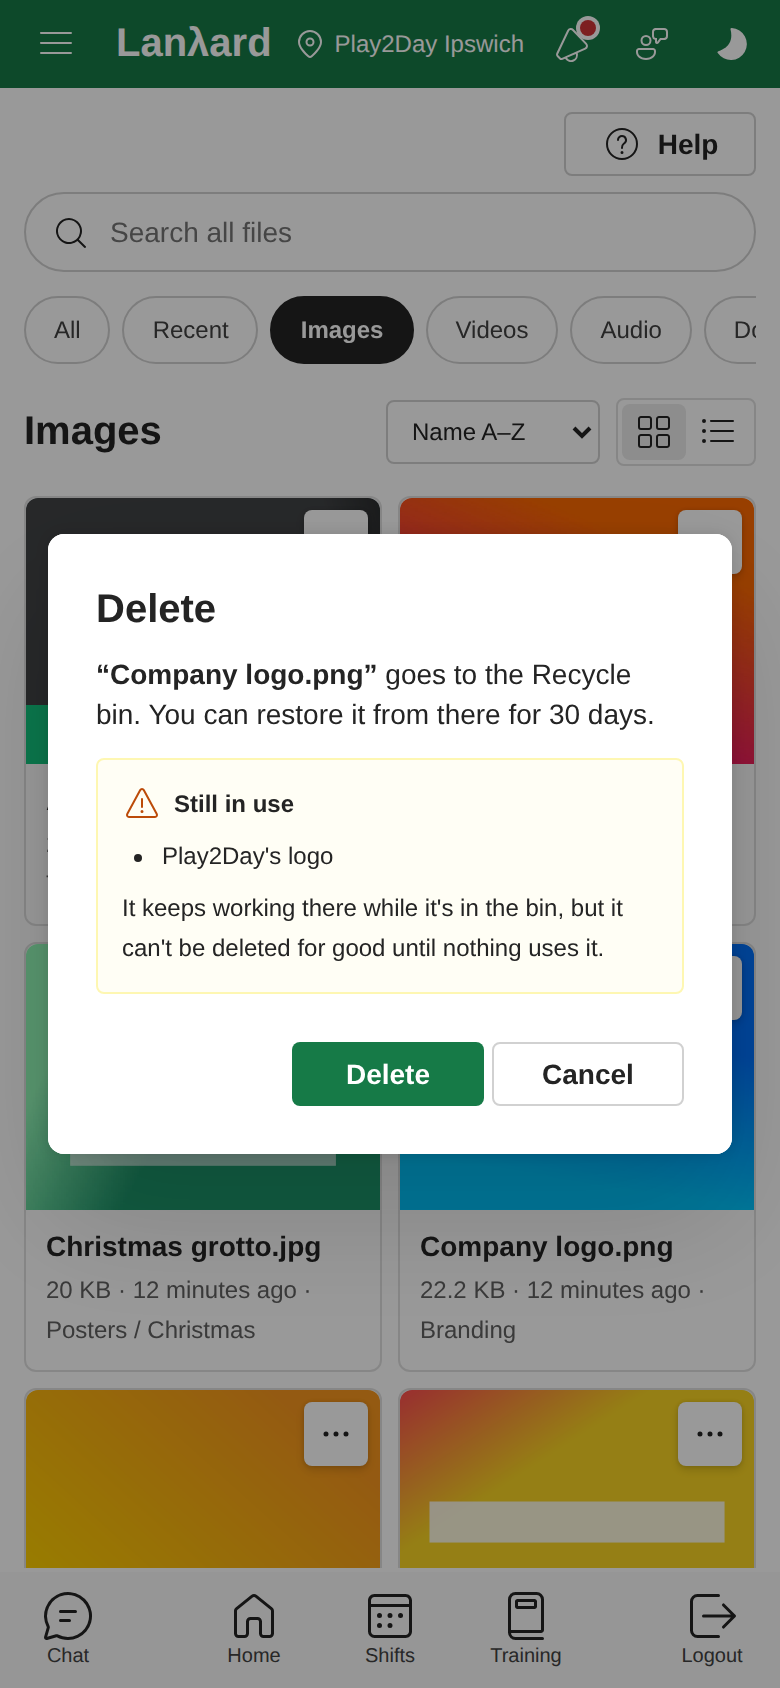 Lanλard
Play2Day Ipswich
Help
Search all files
All
Recent
Images
Videos
Audio
Images
Name A–Z
Delete
“Company logo.png” goes to the Recycle
bin. You can restore it from there for 30 days.
Still in use
• Play2Day's logo
It keeps working there while it's in the bin, but it
can't be deleted for good until nothing uses it.
Delete
Cancel
Christmas grotto.jpg
20 KB · 12 minutes ago ·
Posters / Christmas
Company logo.png
22.2 KB · 12 minutes ago ·
Branding
Chat
Home
Shifts
Training
Logout